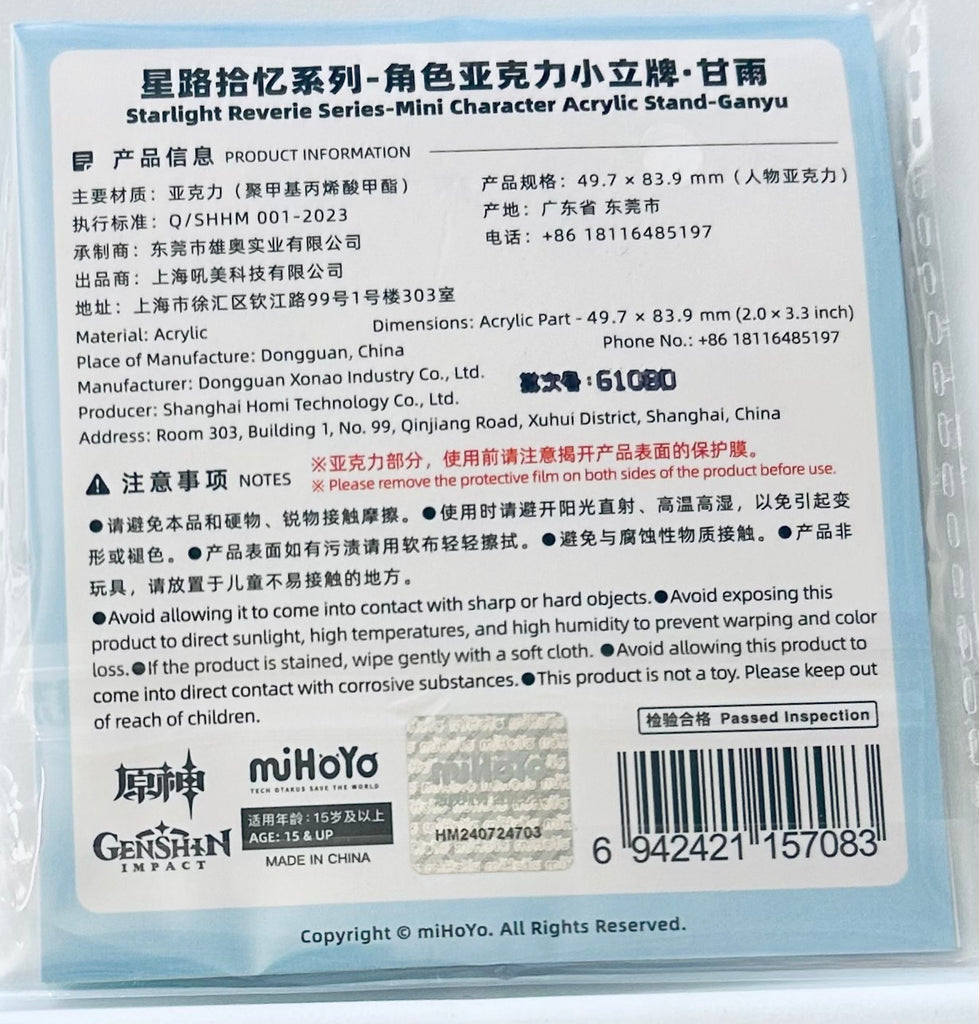 星路拾忆系列-角色亚克力小立牌·甘雨
Starlight Reverie Series-Mini Character Acrylic Stand-Ganyu
产品信息 PRODUCT INFORMATION
主要材质：亚克力（聚甲基丙烯酸甲酯）
产品规格：49.7 × 83.9 mm（人物亚克力）
执行标准：Q/SHHM 001-2023
产地：广东省 东莞市
承制商：东莞市雄奥实业有限公司
电话：+86 18116485197
出品商：上海吼美科技有限公司
地址：上海市徐汇区钦江路99号1号楼303室
Material: Acrylic
Dimensions: Acrylic Part - 49.7 × 83.9 mm (2.0 × 3.3 inch)
Place of Manufacture: Dongguan, China
Phone No.: +86 18116485197
Manufacturer: Dongguan Xonao Industry Co., Ltd.
批次号:61080
Producer: Shanghai Homi Technology Co., Ltd.
Address: Room 303, Building 1, No. 99, Qinjiang Road, Xuhui District, Shanghai, China
注意事项 NOTES
※亚克力部分，使用前请注意揭开产品表面的保护膜。
※ Please remove the protective film on both sides of the product before use.
●请避免本品和硬物、锐物接触摩擦。●使用时请避开阳光直射、高温高湿，以免引起变
形或褪色。●产品表面如有污渍请用软布轻轻擦拭。●避免与腐蚀性物质接触。●产品非
玩具，请放置于儿童不易接触的地方。
●Avoid allowing it to come into contact with sharp or hard objects.●Avoid exposing this
product to direct sunlight, high temperatures, and high humidity to prevent warping and color
loss.●If the product is stained, wipe gently with a soft cloth. ●Avoid allowing this product to
come into direct contact with corrosive substances.●This product is not a toy. Please keep out
of reach of children.
检验合格 Passed Inspection
原神
GENSHIN
IMPACT
miHoYo
TECH OTAKUS SAVE THE WORLD
适用年龄：15岁及以上
AGE: 15 & UP
MADE IN CHINA
miHoYo
HM240724703
6 942421 157083
Copyright © miHoYo. All Rights Reserved.